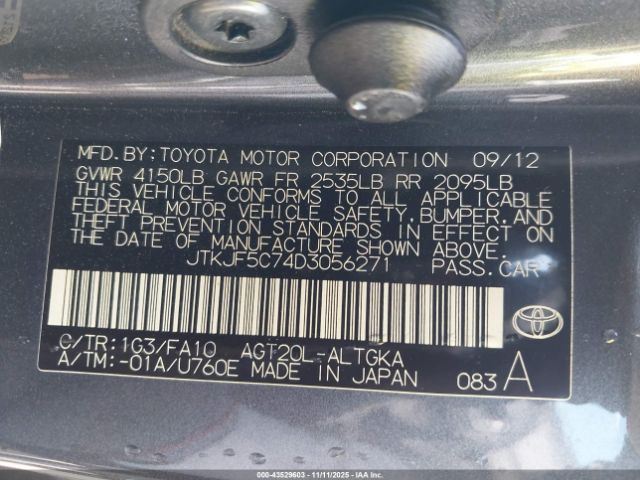 MFD.BY:TOYOTA MOTOR CORPORATION 09/12
GVWR 4150LB GAWR FR 2535LB RR 2095LB
THIS VEHICLE CONFORMS TO ALL APPLICABLE
FEDERAL MOTOR VEHICLE SAFETY,BUMPER,AND
THEFT PREVENTION STANDARDS IN EFFECT ON
THE DATE OF MANUFACTURE SHOWN ABOVE.
JTKJF5C74D3056271 PASS.CAR
C/TR:1G3/FA10 AGT20L-ALTGKA
A/TM:-01A/U760E MADE IN JAPAN 083 A
000-43529603 - 11/11/2025 - IAAI.COM